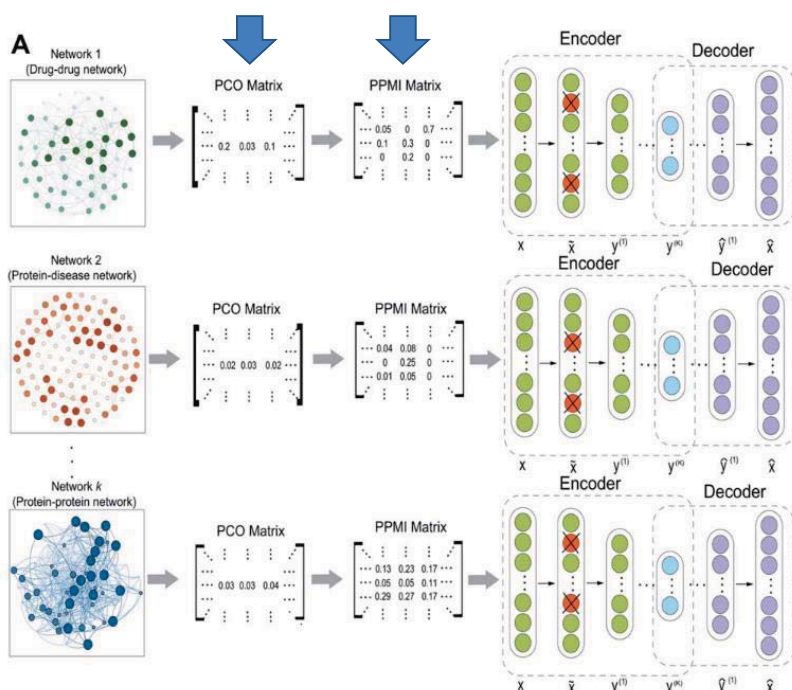 A
Network 1
(Drug-drug network)
PCO Matrix
0.2 0.03 0.1
PPMI Matrix
0.05 0 0.7
0.1 0.3 0
0 0.2 0
Encoder
Decoder
x x̃ y(1) y(K) ŷ(1) x̂
Network 2
(Protein-disease network)
PCO Matrix
0.02 0.03 0.02
PPMI Matrix
0.04 0.08 0
0 0.25 0
0.01 0.05 0
Encoder
Decoder
x x̃ y(1) y(K) ŷ(1) x̂
Network k
(Protein-protein network)
PCO Matrix
0.03 0.03 0.04
PPMI Matrix
0.13 0.23 0.17
0.05 0.05 0.11
0.29 0.27 0.17
Encoder
Decoder
x x̃ y(1) y(K) ŷ(1) x̂